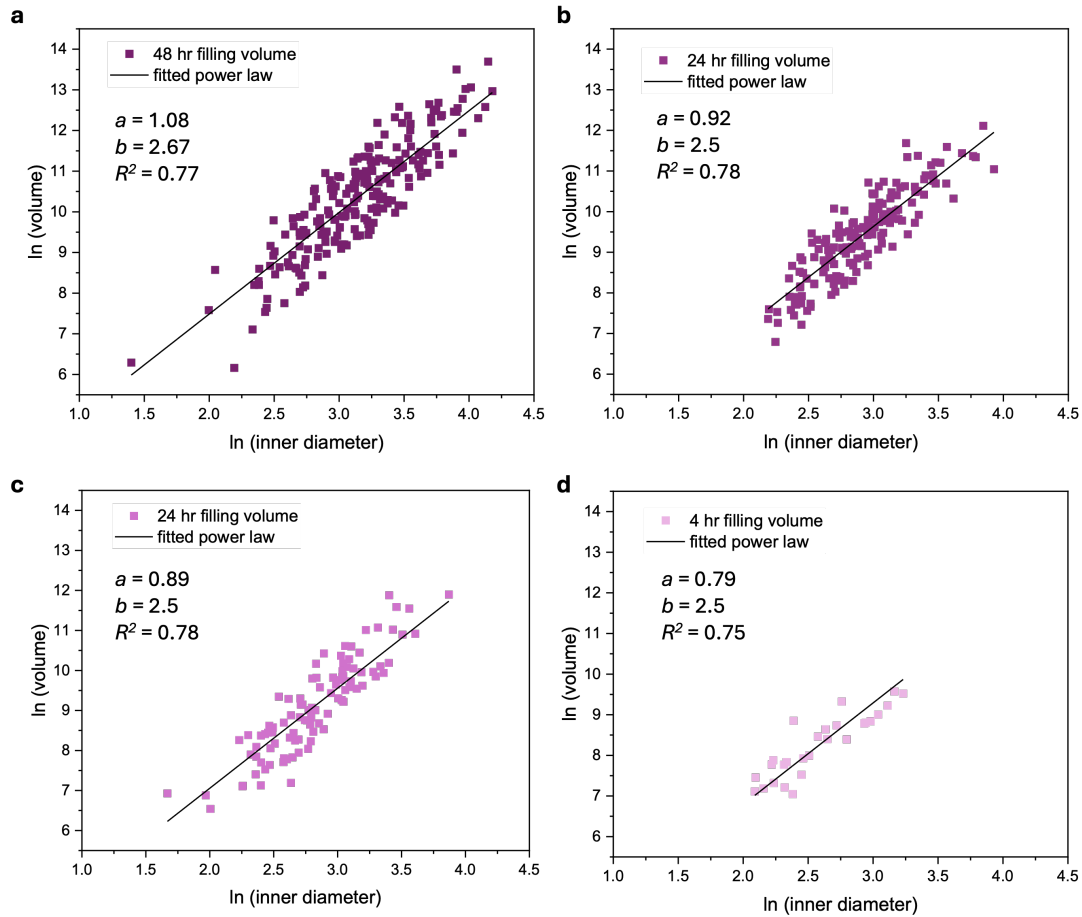 a
14
13
12
11
10
9
8
7
6
ln (volume)
48 hr filling volume
fitted power law
a = 1.08
b = 2.67
R² = 0.77
1.0 1.5 2.0 2.5 3.0 3.5 4.0 4.5
ln (inner diameter)
b
14
13
12
11
10
9
8
7
6
ln (volume)
24 hr filling volume
fitted power law
a = 0.92
b = 2.5
R² = 0.78
1.0 1.5 2.0 2.5 3.0 3.5 4.0 4.5
ln (inner diameter)
c
14
13
12
11
10
9
8
7
6
ln (volume)
24 hr filling volume
fitted power law
a = 0.89
b = 2.5
R² = 0.78
1.0 1.5 2.0 2.5 3.0 3.5 4.0 4.5
ln (inner diameter)
d
14
13
12
11
10
9
8
7
6
ln (volume)
4 hr filling volume
fitted power law
a = 0.79
b = 2.5
R² = 0.75
1.0 1.5 2.0 2.5 3.0 3.5 4.0 4.5
ln (inner diameter)